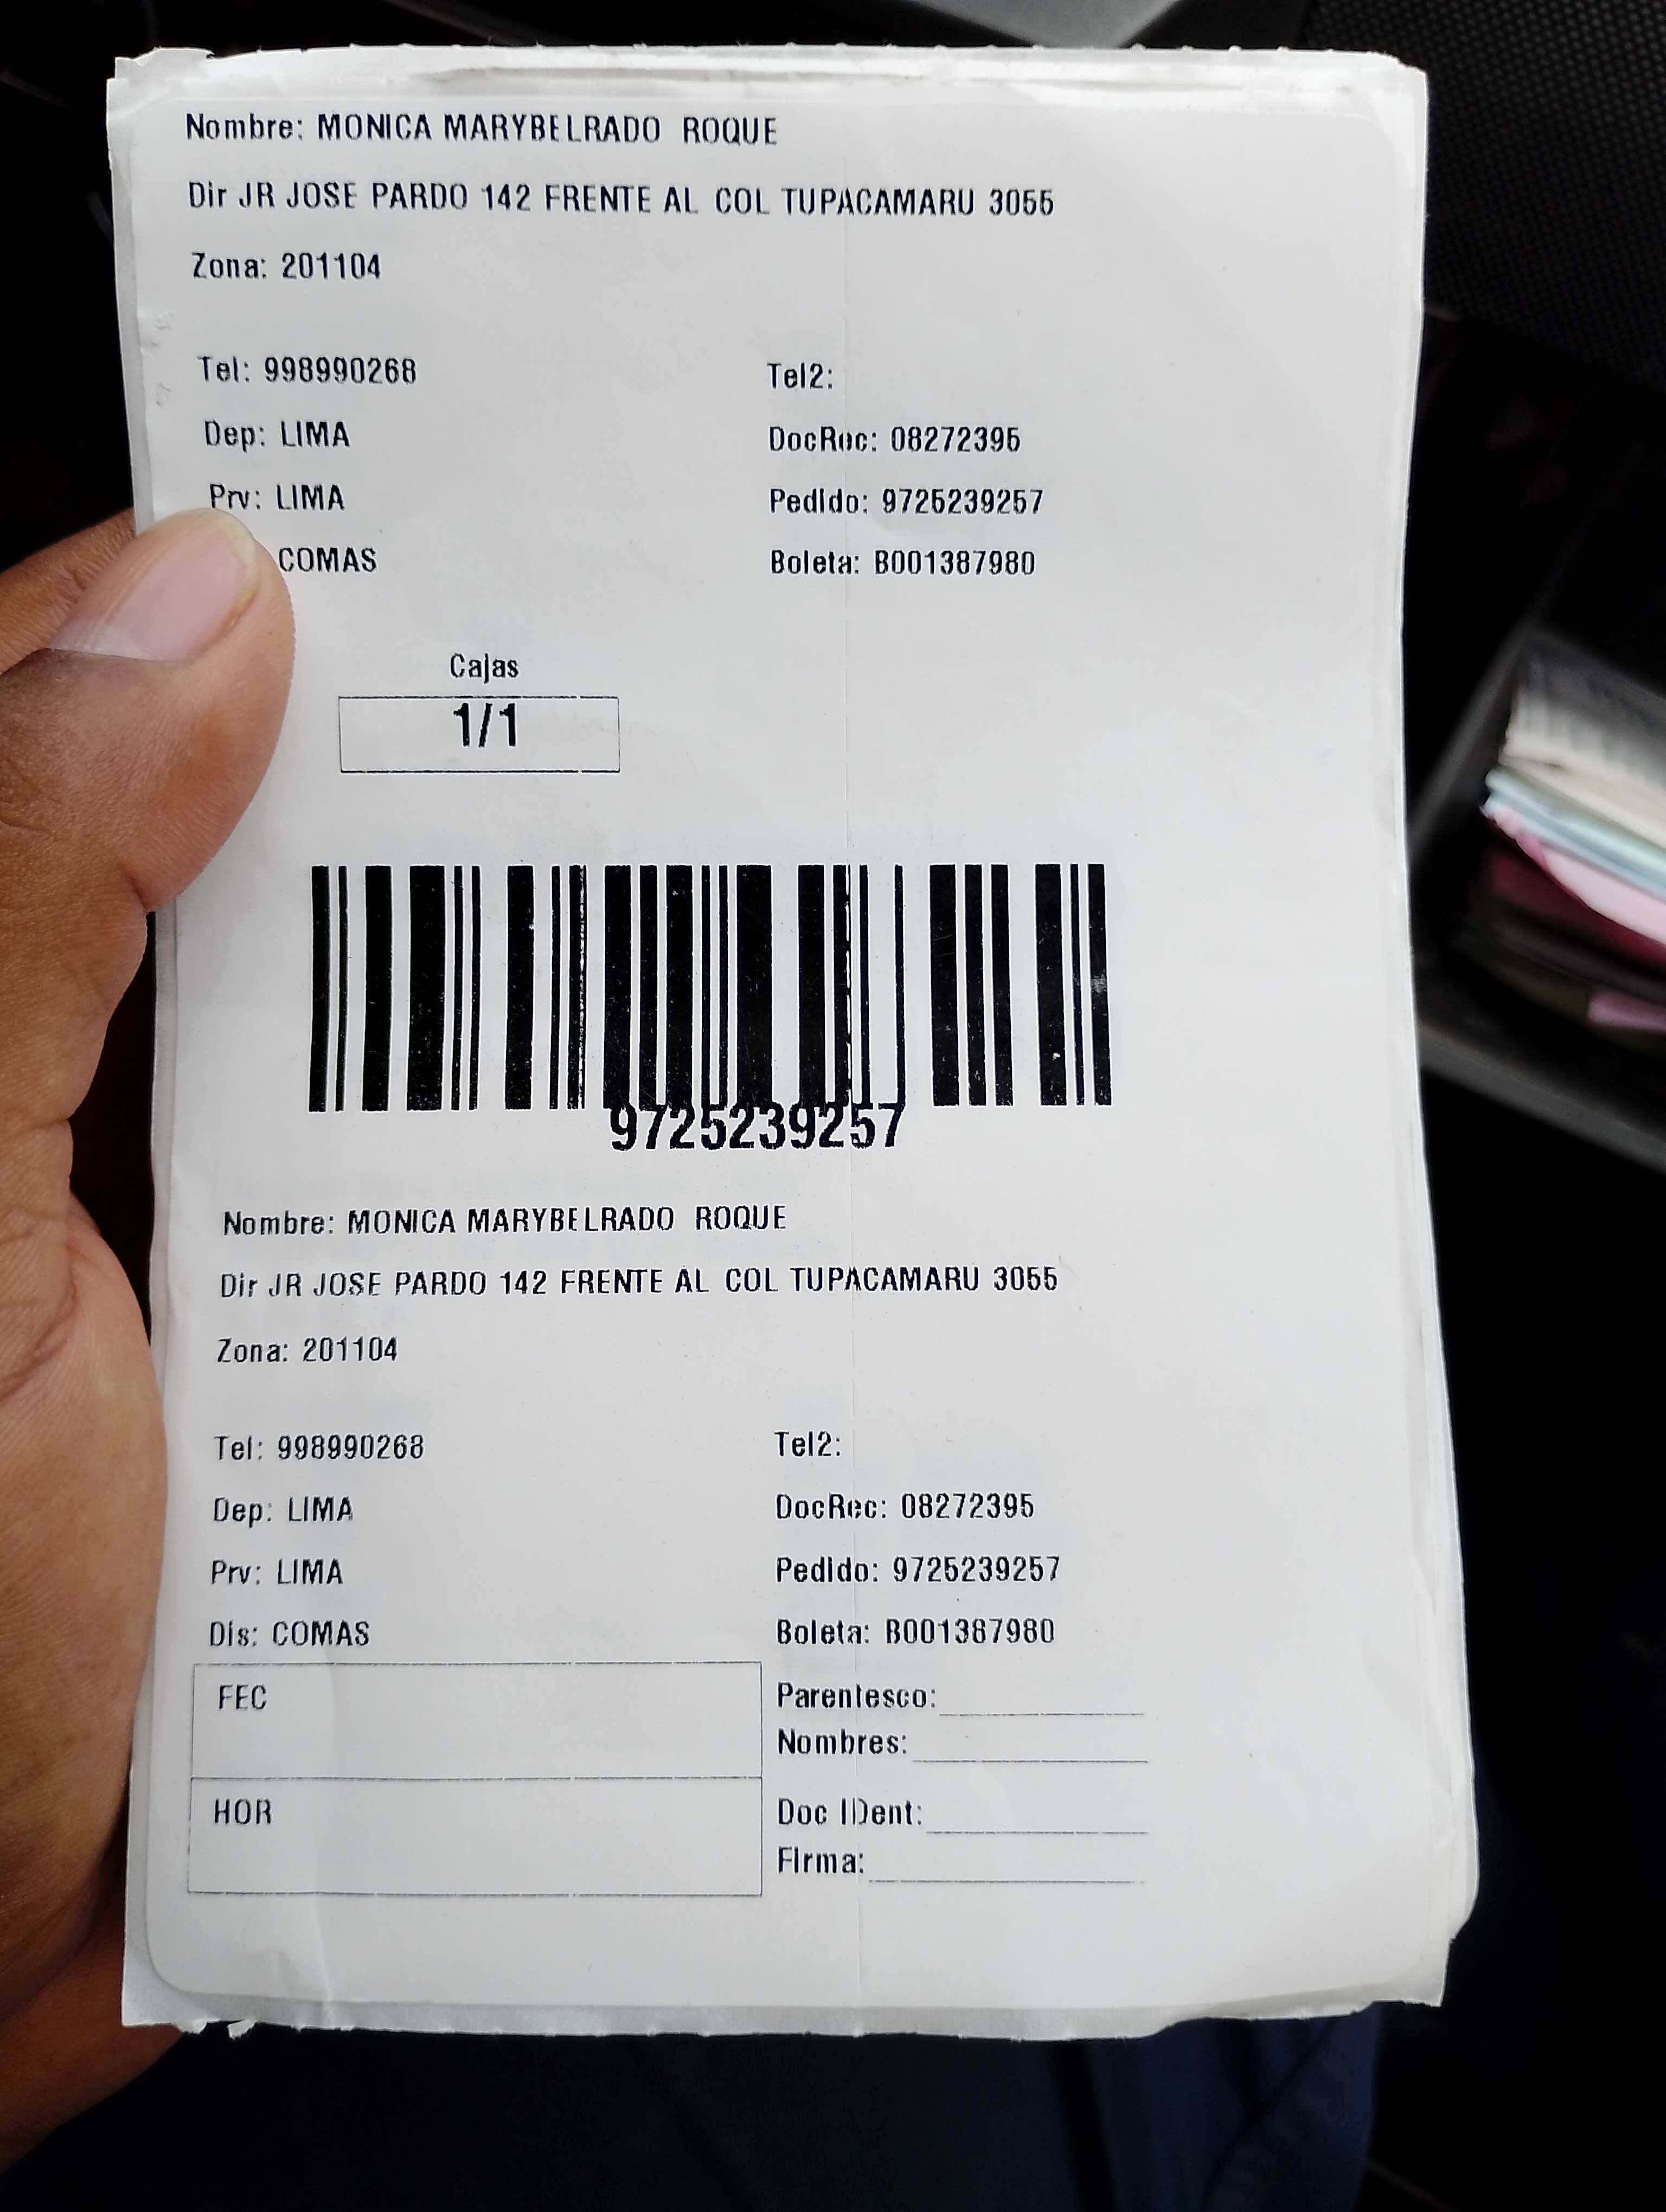 Nombre: MONICA MARYBELRADO ROQUE
Dir JR JOSE PARDO 142 FRENTE AL COL TUPACAMARU 3055
Zona: 201104
Tel: 998990268 Tel2:
Dep: LIMA DocRec: 08272395
Prv: LIMA Pedido: 9725239257
COMAS Boleta: B001387980
Cajas
1/1
9725239257
Nombre: MONICA MARYBELRADO ROQUE
Dir JR JOSE PARDO 142 FRENTE AL COL TUPACAMARU 3055
Zona: 201104
Tel: 998990268 Tel2:
Dep: LIMA DocRec: 08272395
Prv: LIMA Pedido: 9725239257
Dis: COMAS Boleta: B001387980
FEC Parentesco:
Nombres:
HOR Doc IDent:
Firma: